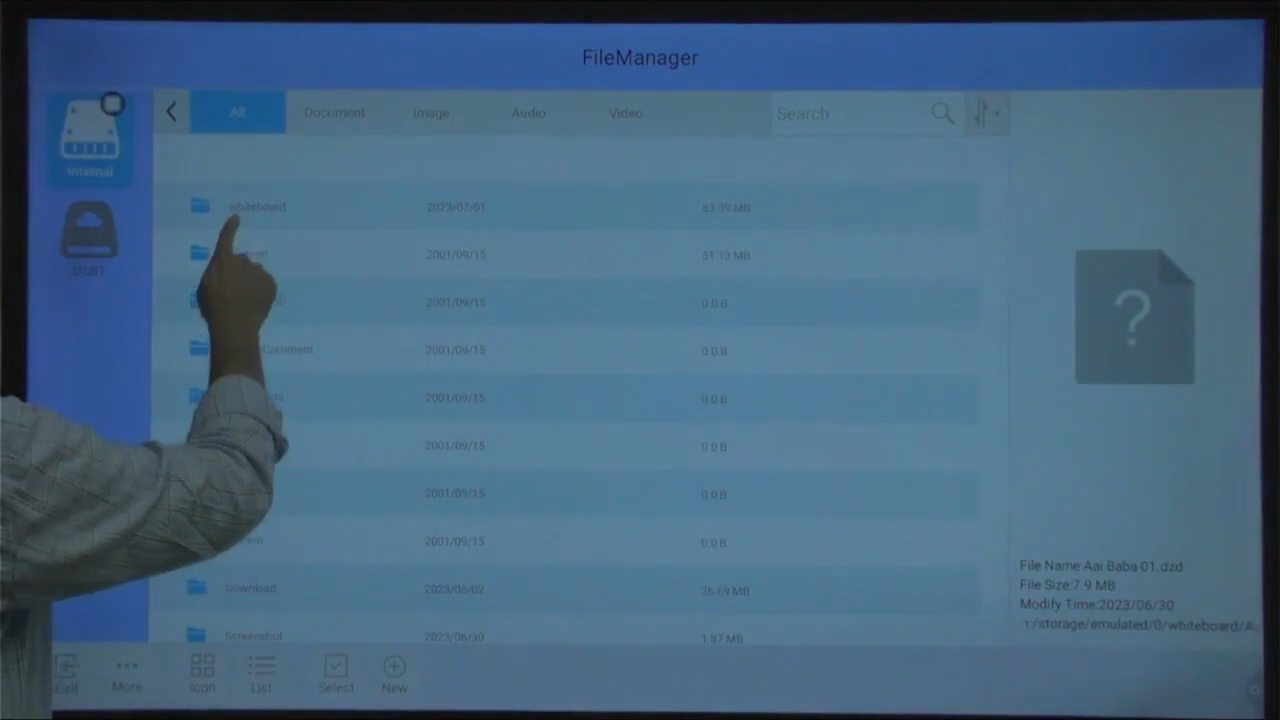 FileManager
All Document Image Audio Video Search
Internal
whiteboard 2023/07/01 83.39 MB
2001/09/15 51.13 MB
USB1
2001/09/15 0.0 B
Comment 2001/09/15 0.0 B
2001/09/15 0.0 B
2001/09/15 0.0 B
2001/09/15 0.0 B
2001/09/15 0.0 B
Download 2023/06/02 36.69 MB
Screenshot 2023/06/30 1.87 MB
File Name:Aai Baba 01.dzd
File Size:7.9 MB
Modify Time:2023/06/30
/storage/emulated/0/whiteboard/A
Exit More Icon List Select New